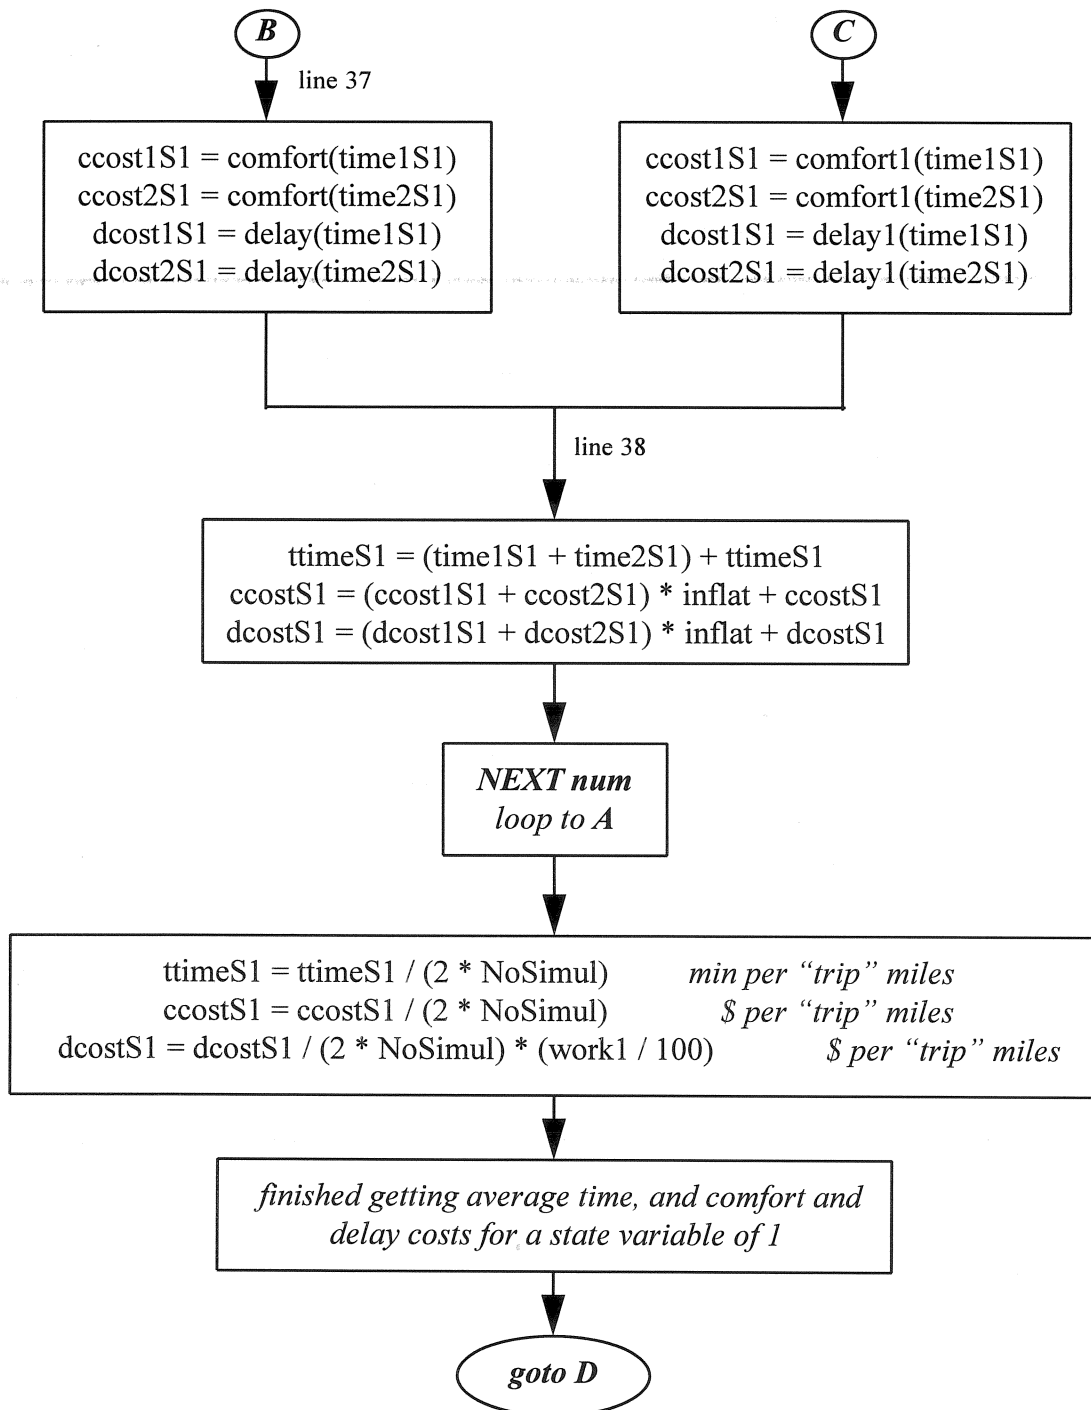 B
C
line 37
ccost1S1 = comfort(time1S1)
ccost2S1 = comfort(time2S1)
dcost1S1 = delay(time1S1)
dcost2S1 = delay(time2S1)
ccost1S1 = comfort1(time1S1)
ccost2S1 = comfort1(time2S1)
dcost1S1 = delay1(time1S1)
dcost2S1 = delay1(time2S1)
line 38
ttimeS1 = (time1S1 + time2S1) + ttimeS1
ccostS1 = (ccost1S1 + ccost2S1) * inflat + ccostS1
dcostS1 = (dcost1S1 + dcost2S1) * inflat + dcostS1
NEXT num
loop to A
ttimeS1 = ttimeS1 / (2 * NoSimul) min per “trip” miles
ccostS1 = ccostS1 / (2 * NoSimul) $ per “trip” miles
dcostS1 = dcostS1 / (2 * NoSimul) * (work1 / 100) $ per “trip” miles
finished getting average time, and comfort and
delay costs for a state variable of 1
goto D